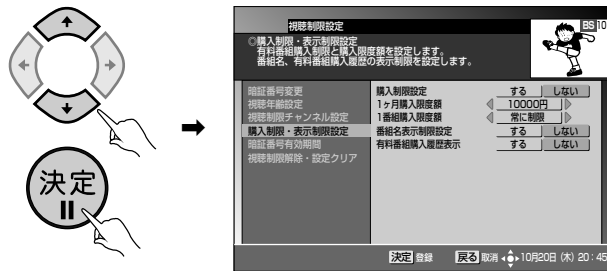 決定
視聴制限設定
BS 10
◎購入制限・表示制限設定
有料番組購入制限と購入限度額を設定します。
番組名、有料番組購入履歴の表示制限を設定します。
暗証番号変更
視聴年齢設定
視聴制限チャンネル設定
購入制限・表示制限設定
暗証番号有効期間
視聴制限解除・設定クリア
購入制限設定 する しない
1ヶ月購入限度額 10000円
1番組購入限度額 常に制限
番組名表示制限設定 する しない
有料番組購入履歴表示 する しない
決定 登録 戻る 取消 10月20日 (木) 20:45